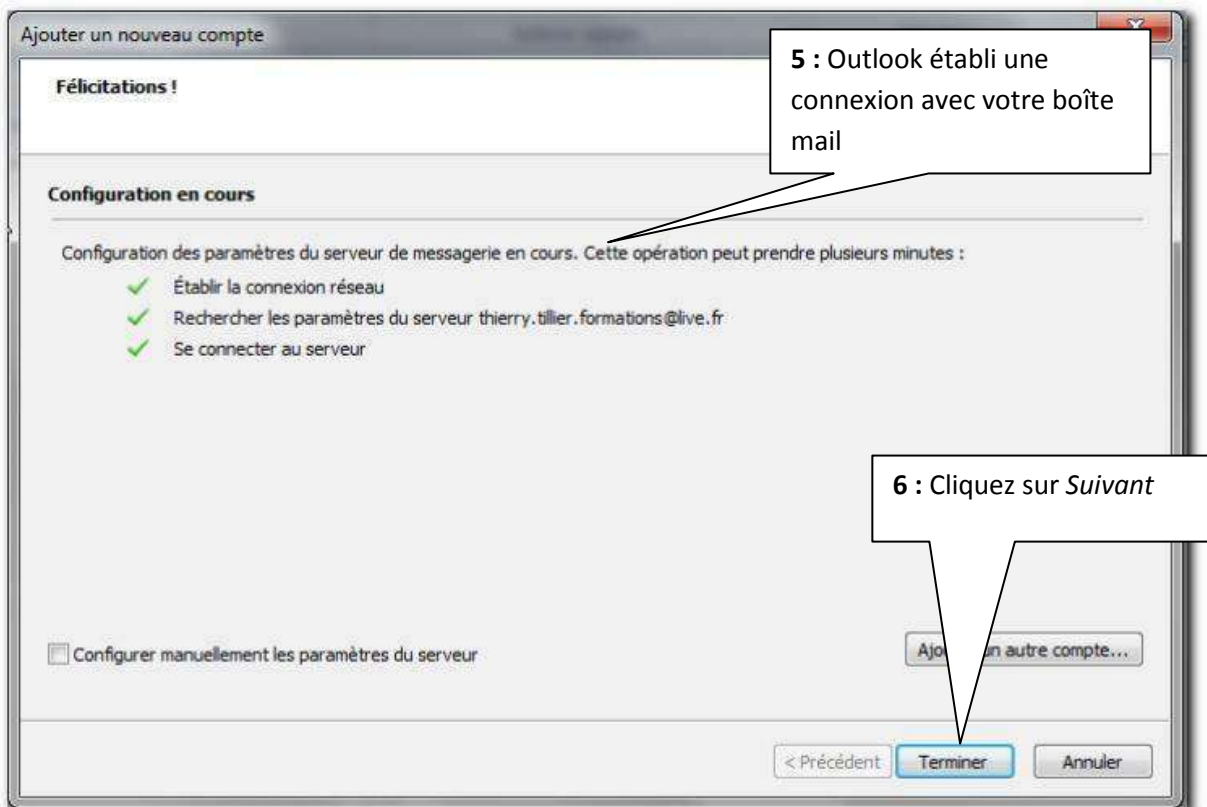 Ajouter un nouveau compte
Félicitations !
5 : Outlook établi une
connexion avec votre boîte
mail
Configuration en cours
Configuration des paramètres du serveur de messagerie en cours. Cette opération peut prendre plusieurs minutes :
Établir la connexion réseau
Rechercher les paramètres du serveur thierry.tillier.formations@live.fr
Se connecter au serveur
6 : Cliquez sur Suivant
Configurer manuellement les paramètres du serveur
un autre compte...
< Précédent
Terminer
Annuler